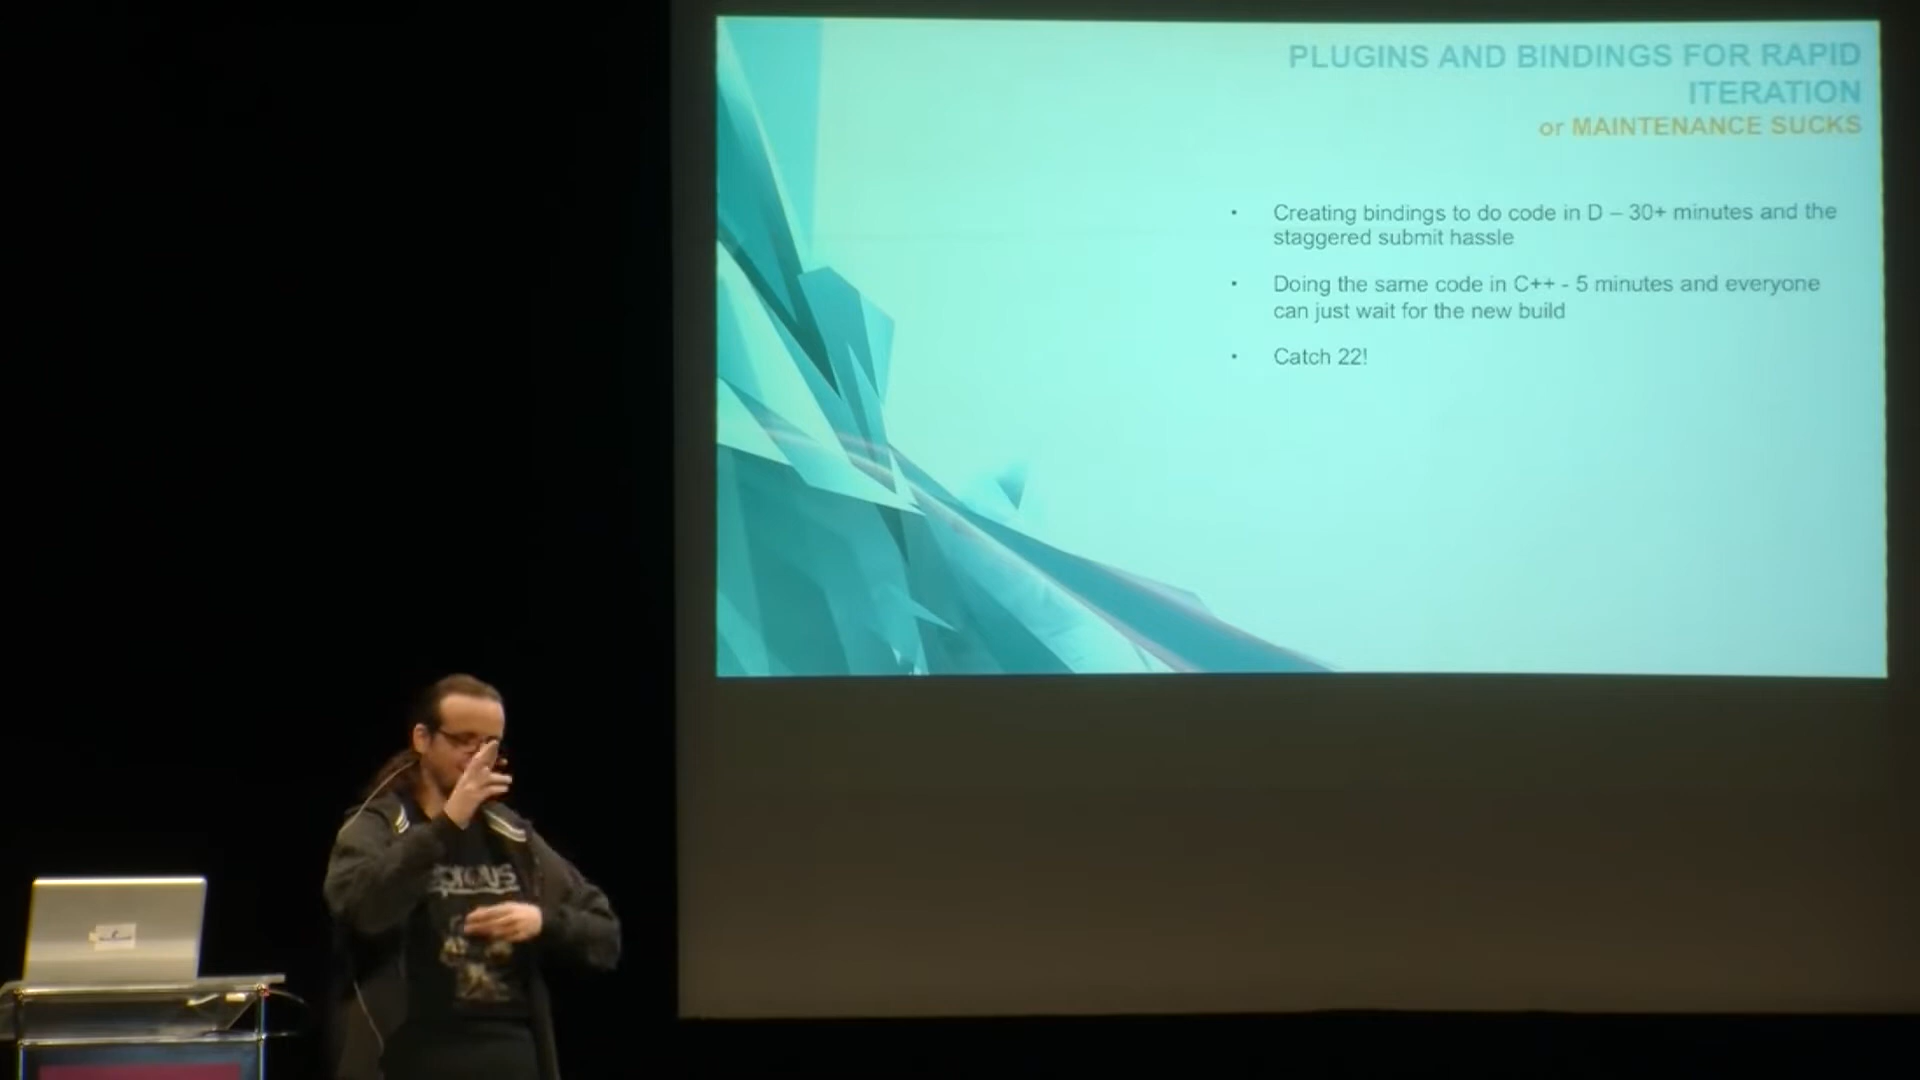 PLUGINS AND BINDINGS FOR RAPID
ITERATION
or MAINTENANCE SUCKS
• Creating bindings to do code in D – 30+ minutes and the
staggered submit hassle
• Doing the same code in C++ - 5 minutes and everyone
can just wait for the new build
• Catch 22!